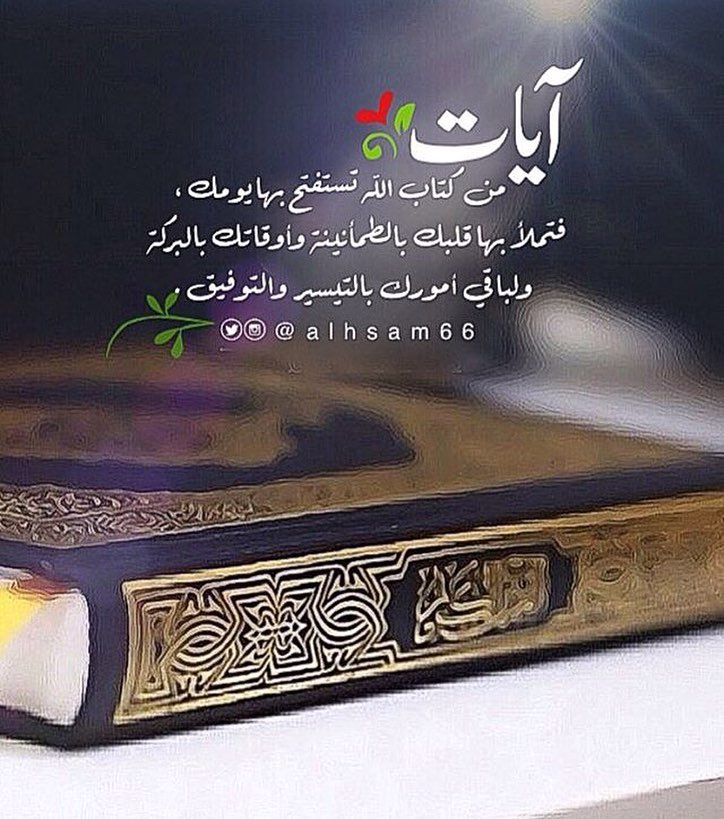 آيات
من كتاب الله تستفتح بها يومك ،
فتملأ بها قلبك بالطمأنينة وأوقاتك بالبركة
ولباقي أمورك بالتيسير والتوفيق .
@alhsam66